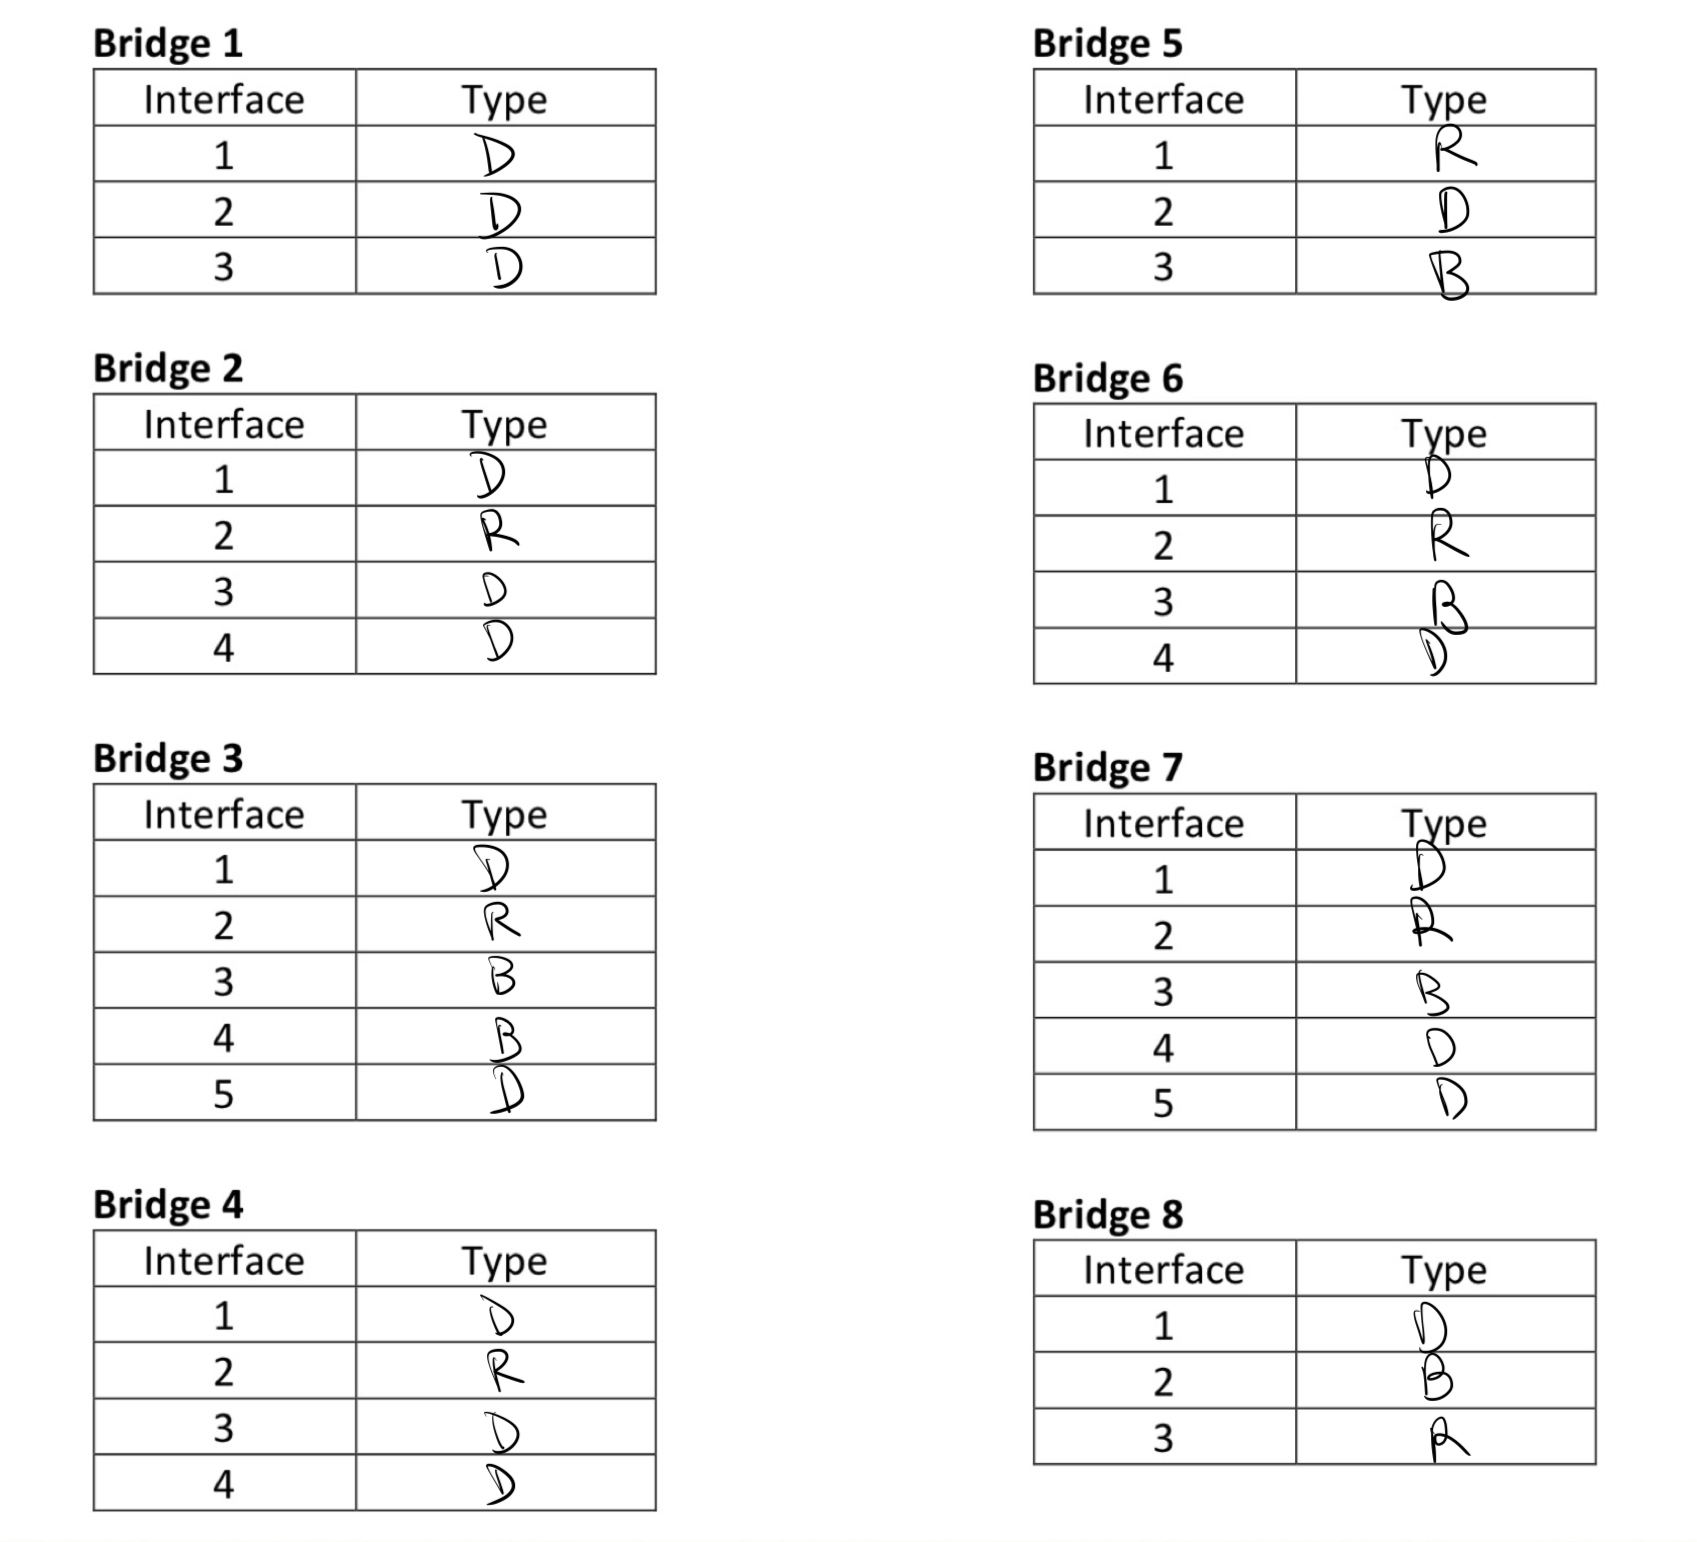 Bridge 1
Interface Type
1 D
2 D
3 D
Bridge 2
Interface Type
1 D
2 R
3 D
4 D
Bridge 3
Interface Type
1 D
2 R
3 B
4 B
5 D
Bridge 4
Interface Type
1 D
2 R
3 D
4 D
Bridge 5
Interface Type
1 R
2 D
3 B
Bridge 6
Interface Type
1 D
2 R
3 B
4 D
Bridge 7
Interface Type
1 D
2 R
3 B
4 D
5 D
Bridge 8
Interface Type
1 D
2 B
3 R